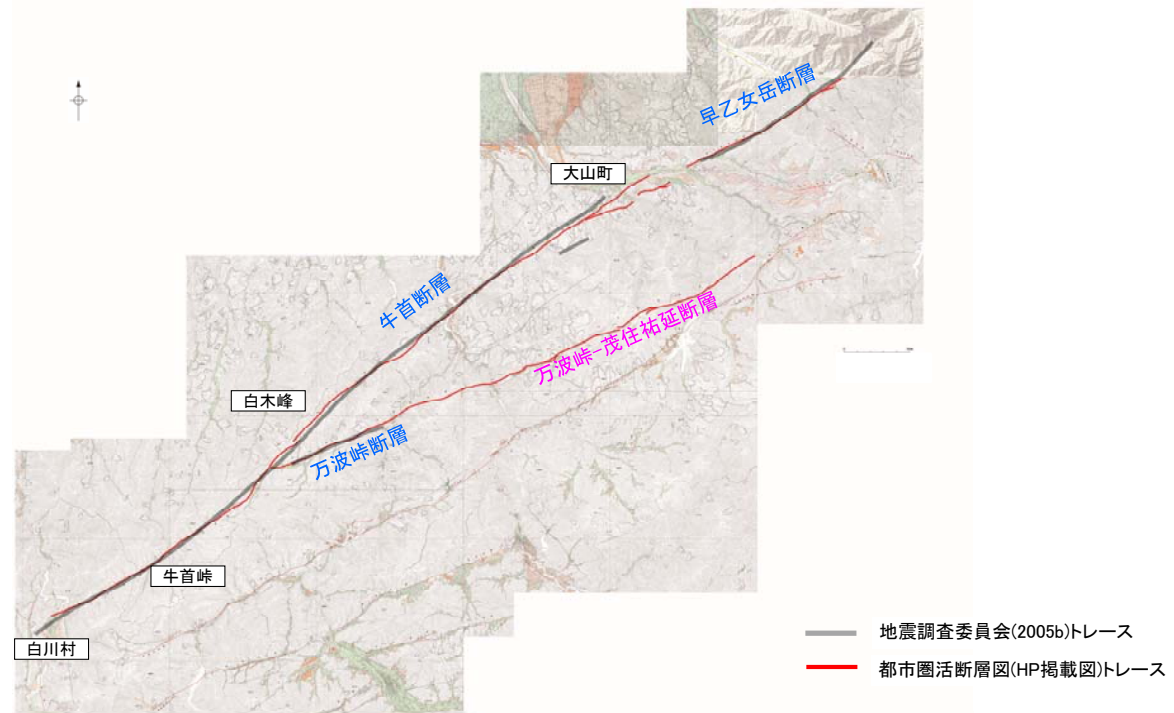 早乙女岳断層
大山町
牛首断層
万波峠-茂住祐延断層
白木峰
万波峠断層
牛首峠
白川村
地震調査委員会(2005b)トレース
都市圏活断層図(HP掲載図)トレース